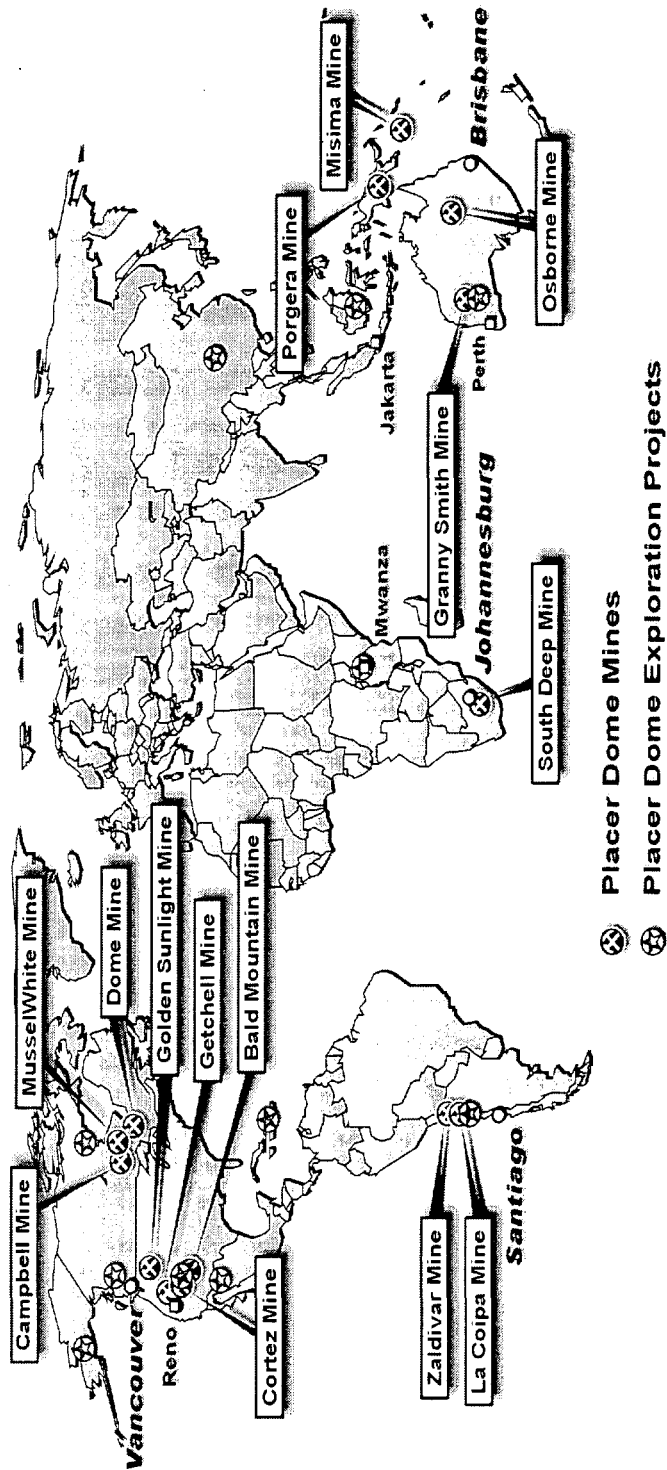 Campbell Mine
MusselWhite Mine
Dome Mine
Golden Sunlight Mine
Getchell Mine
Bald Mountain Mine
Vancouver
Reno
Cortez Mine
Zaldivar Mine
La Coipa Mine
Santiago
Mwanza
Johannesburg
South Deep Mine
Porgera Mine
Misima Mine
Jakarta
Granny Smith Mine
Perth
Brisbane
Osborne Mine
Placer Dome Mines
Placer Dome Exploration Projects